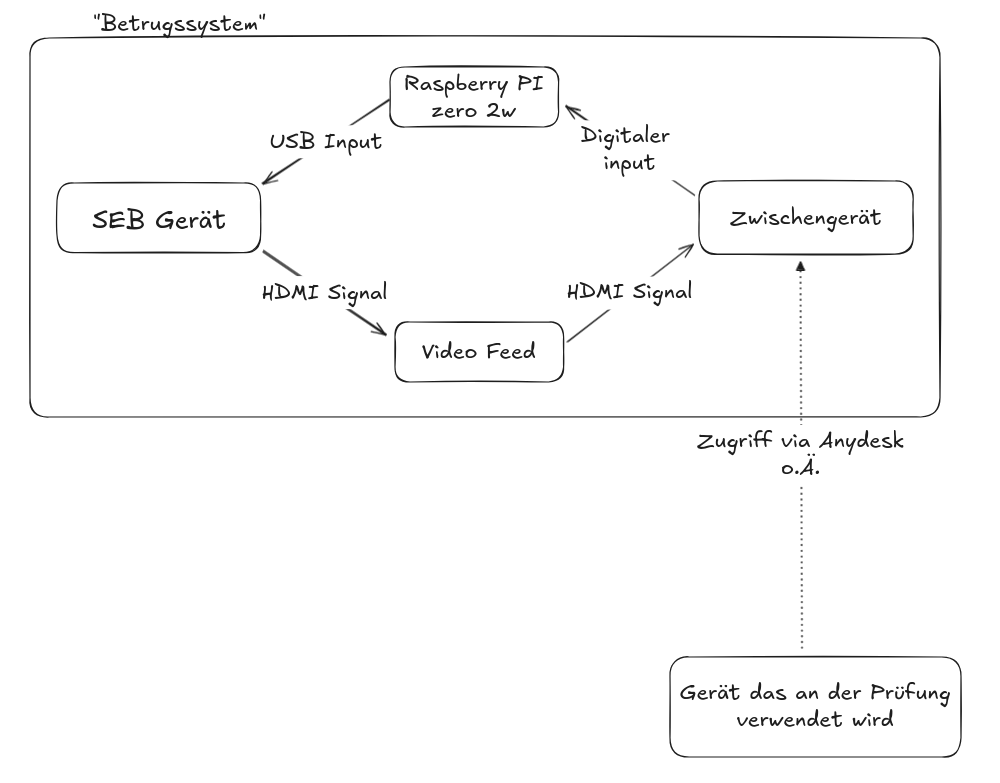 "Betrugssystem"
Raspberry PI
zero 2w
USB Input
Digitaler
input
SEB Gerät
Zwischengerät
HDMI Signal
HDMI Signal
Video Feed
Zugriff via Anydesk
o.Ä.
Gerät das an der Prüfung
verwendet wird